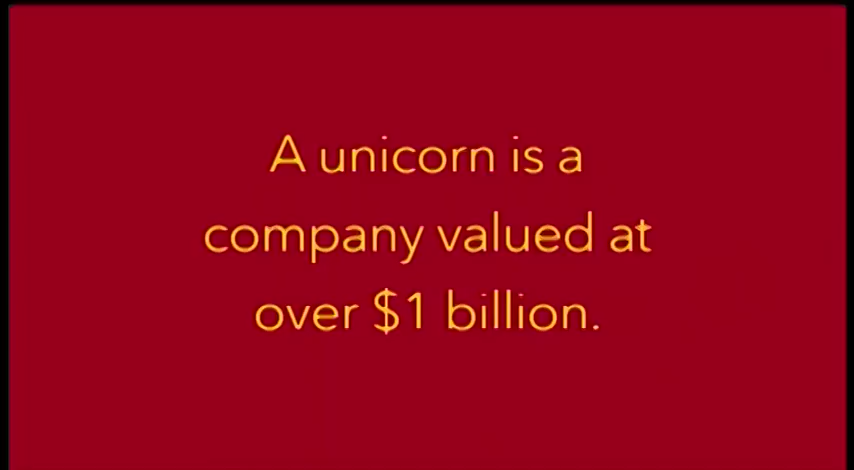 A unicorn is a
company valued at
over $1 billion.